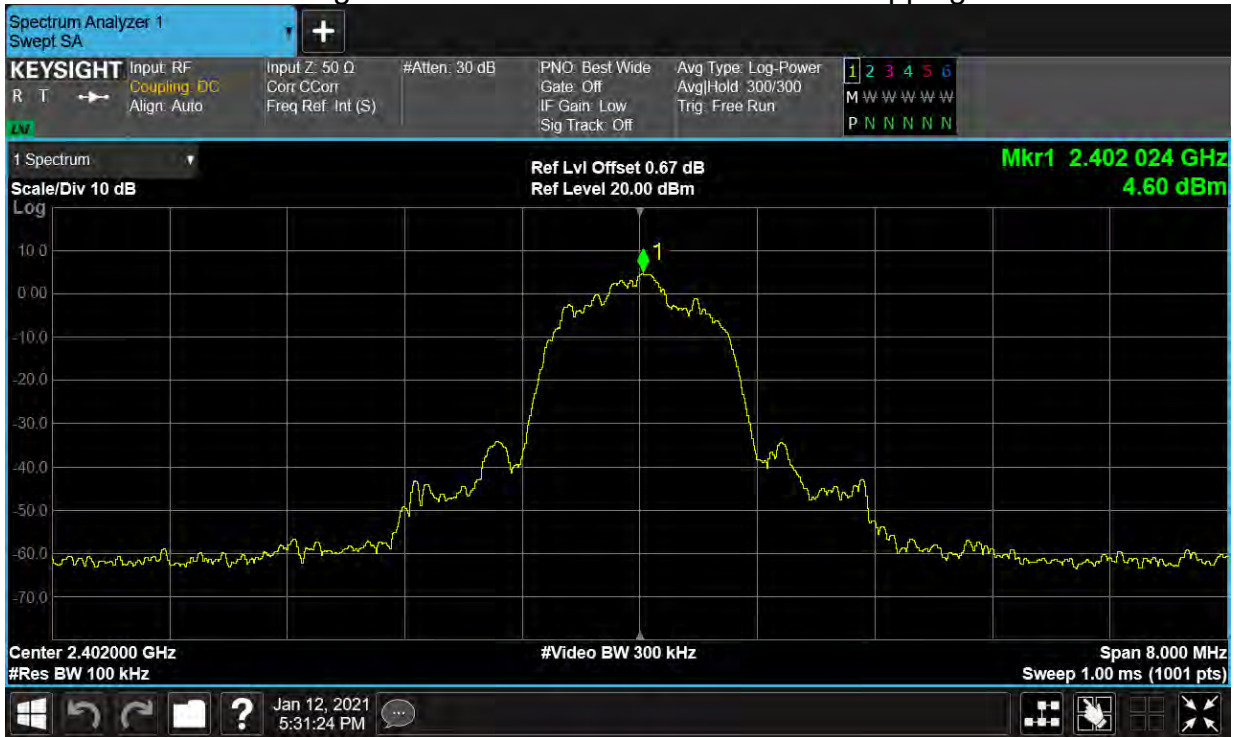 Spectrum Analyzer 1
Swept SA
+
KEYSIGHT Input: RF Input Z: 50 Ω #Atten: 30 dB PNO: Best Wide Avg Type: Log-Power 1 2 3 4 5 6
R T Coupling: DC Corr CCorr Gate: Off Avg|Hold: 300/300 M W W W W W
Align: Auto Freq Ref: Int (S) IF Gain: Low Trig: Free Run
Sig Track: Off P N N N N N
1 Spectrum
Ref Lvl Offset 0.67 dB Mkr1 2.402 024 GHz
Scale/Div 10 dB Ref Level 20.00 dBm 4.60 dBm
Log
1
10.0
0.00
-10.0
-20.0
-30.0
-40.0
-50.0
-60.0
-70.0
Center 2.402000 GHz #Video BW 300 kHz Span 8.000 MHz
#Res BW 100 kHz Sweep 1.00 ms (1001 pts)
? Jan 12, 2021
5:31:24 PM